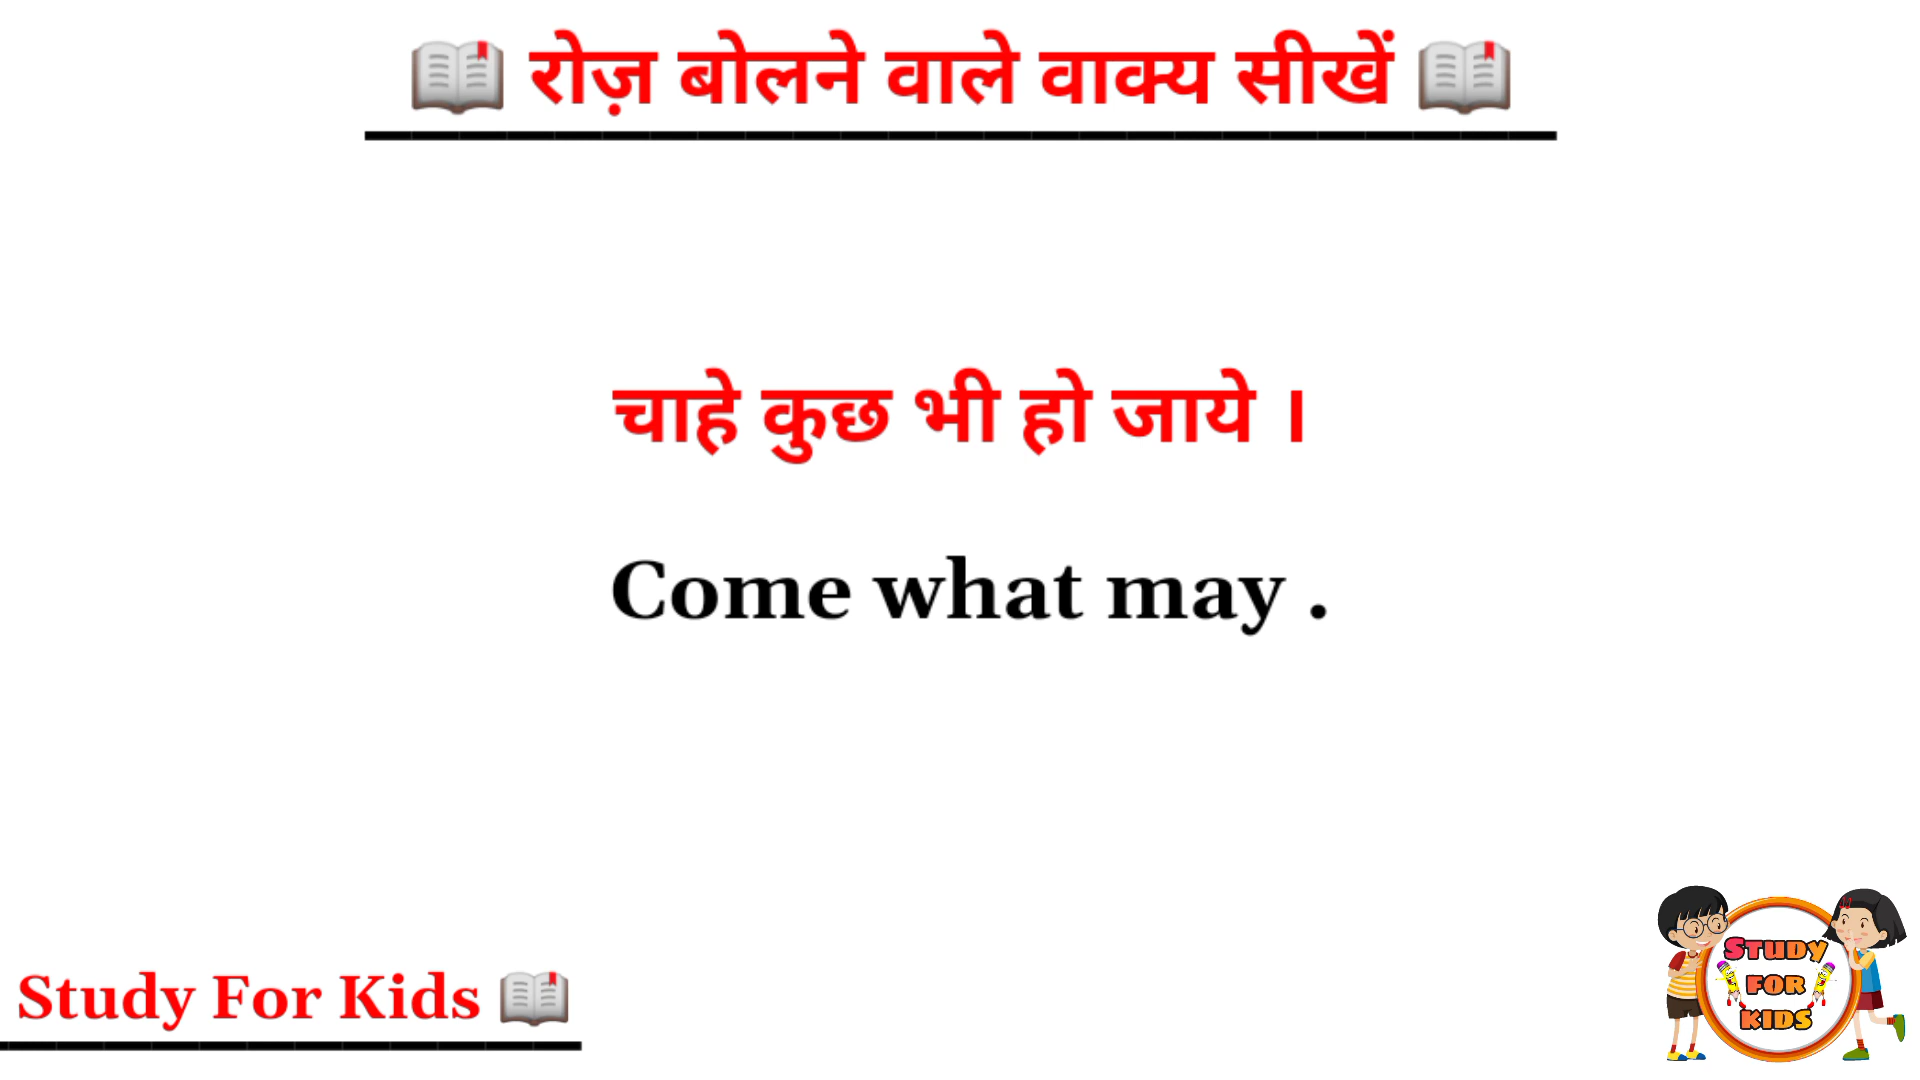 📖 रोज़ बोलने वाले वाक्य सीखें 📖
चाहे कुछ भी हो जाये ।
Come what may .
Study For Kids 📖
STUDY
FOR
KIDS